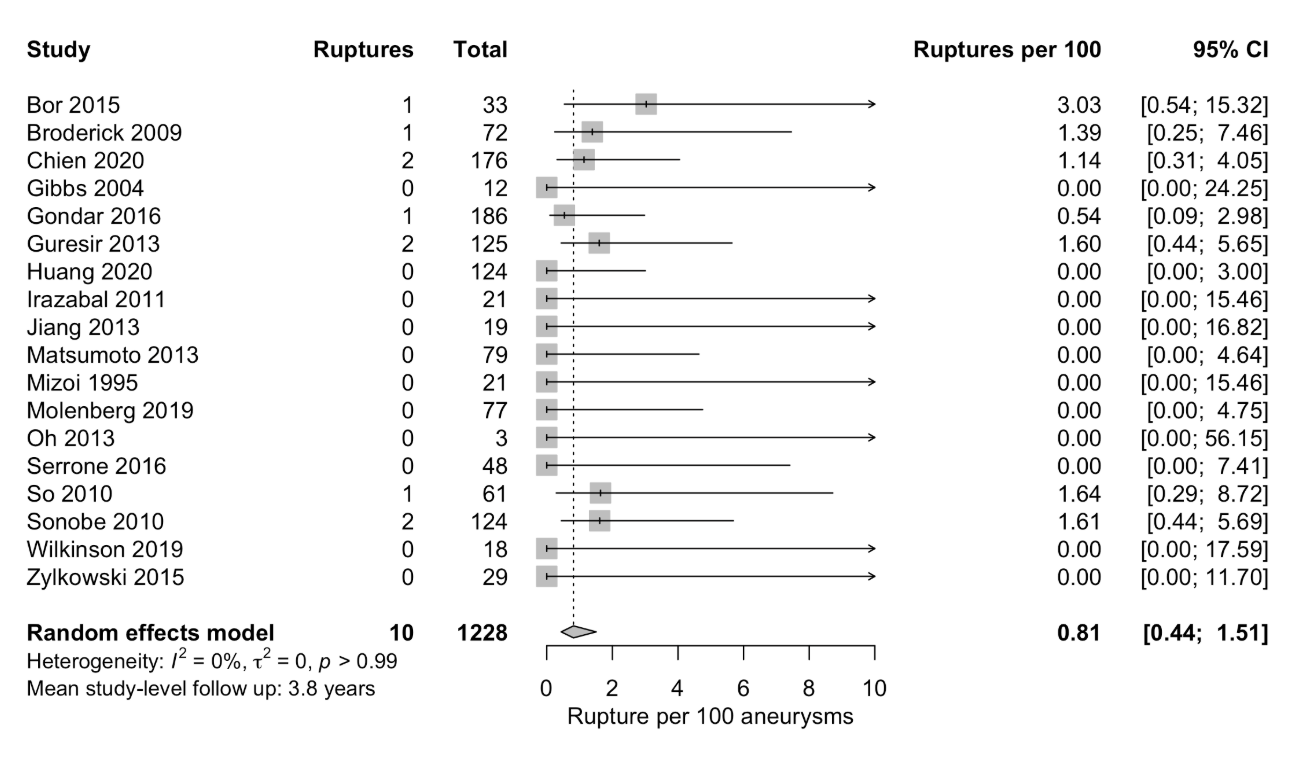 Study Ruptures Total Ruptures per 100 95% CI
Bor 2015 1 33 3.03 [0.54; 15.32]
Broderick 2009 1 72 1.39 [0.25; 7.46]
Chien 2020 2 176 1.14 [0.31; 4.05]
Gibbs 2004 0 12 0.00 [0.00; 24.25]
Gondar 2016 1 186 0.54 [0.09; 2.98]
Guresir 2013 2 125 1.60 [0.44; 5.65]
Huang 2020 0 124 0.00 [0.00; 3.00]
Irazabal 2011 0 21 0.00 [0.00; 15.46]
Jiang 2013 0 19 0.00 [0.00; 16.82]
Matsumoto 2013 0 79 0.00 [0.00; 4.64]
Mizoi 1995 0 21 0.00 [0.00; 15.46]
Molenberg 2019 0 77 0.00 [0.00; 4.75]
Oh 2013 0 3 0.00 [0.00; 56.15]
Serrone 2016 0 48 0.00 [0.00; 7.41]
So 2010 1 61 1.64 [0.29; 8.72]
Sonobe 2010 2 124 1.61 [0.44; 5.69]
Wilkinson 2019 0 18 0.00 [0.00; 17.59]
Zylkowski 2015 0 29 0.00 [0.00; 11.70]
Random effects model 10 1228 0.81 [0.44; 1.51]
Heterogeneity: I² = 0%, τ² = 0, p > 0.99
Mean study-level follow up: 3.8 years
0 2 4 6 8 10
Rupture per 100 aneurysms